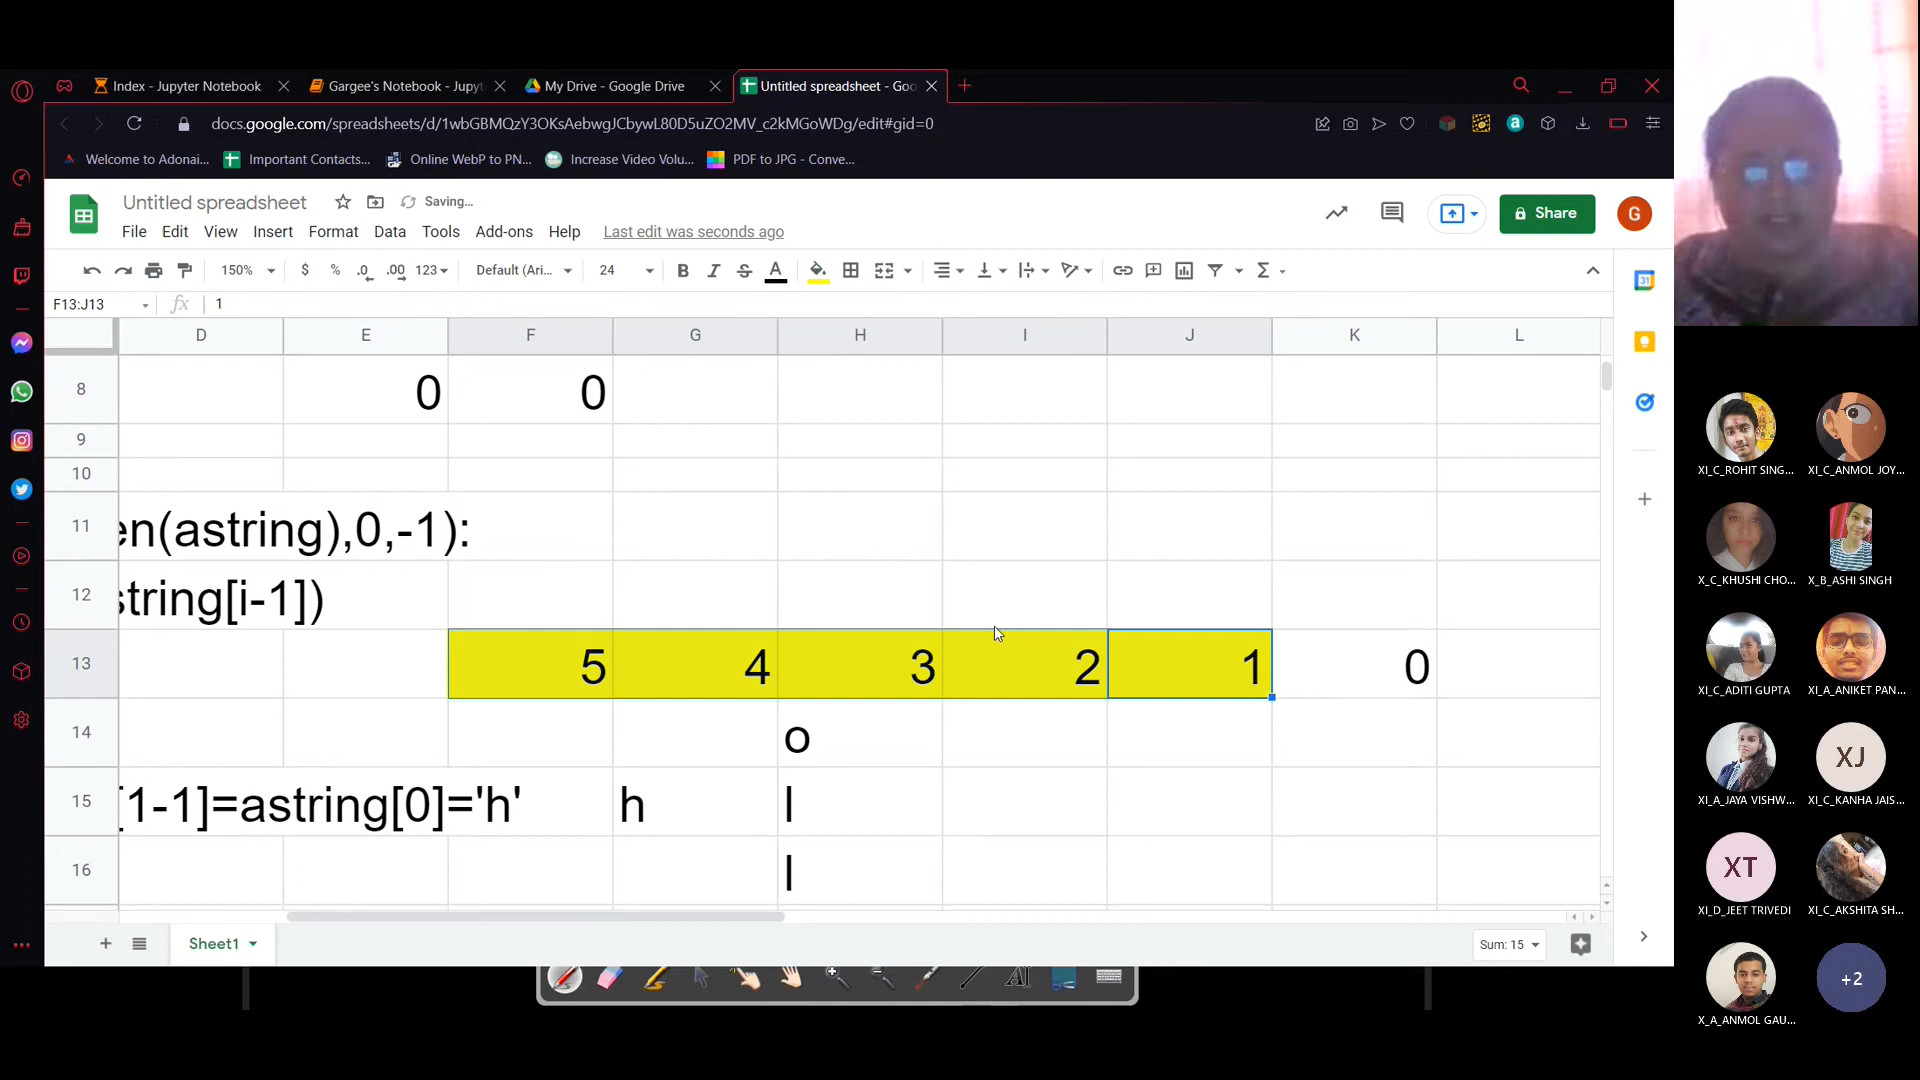 Index - Jupyter Notebook
Gargee's Notebook - Jupyt
My Drive - Google Drive
Untitled spreadsheet - Goo
docs.google.com/spreadsheets/d/1wbGBMQzY3OKsAebwgJCbywL80D5uZO2MV_c2kMGoWDg/edit#gid=0
Welcome to Adonai...
Important Contacts...
Online WebP to PN...
Increase Video Volu...
PDF to JPG - Conve...
Untitled spreadsheet
Saving...
Share
G
File Edit View Insert Format Data Tools Add-ons Help Last edit was seconds ago
150% $ % .0 .00 123 Default (Ari... 24 B I S A Σ
F13:J13 fx 1
D E F G H I J K L
8 0 0
9
10
11 en(astring),0,-1):
12 string[i-1])
13 5 4 3 2 1 0
14 o
15 [1-1]=astring[0]='h' h l
16 l
Sheet1
Sum: 15
XI_C_ROHIT SING...
XI_C_ANMOL JOY...
XI_C_KHUSHI CHO...
X_B_ASHI SINGH
XI_C_ADITI GUPTA
XI_A_ANIKET PAN...
XJ
XI_A_JAYA VISHW...
XI_C_KANHA JAIS...
XT
XI_D_JEET TRIVEDI
XI_C_AKSHITA SH...
+2
X_A_ANMOL GAU...